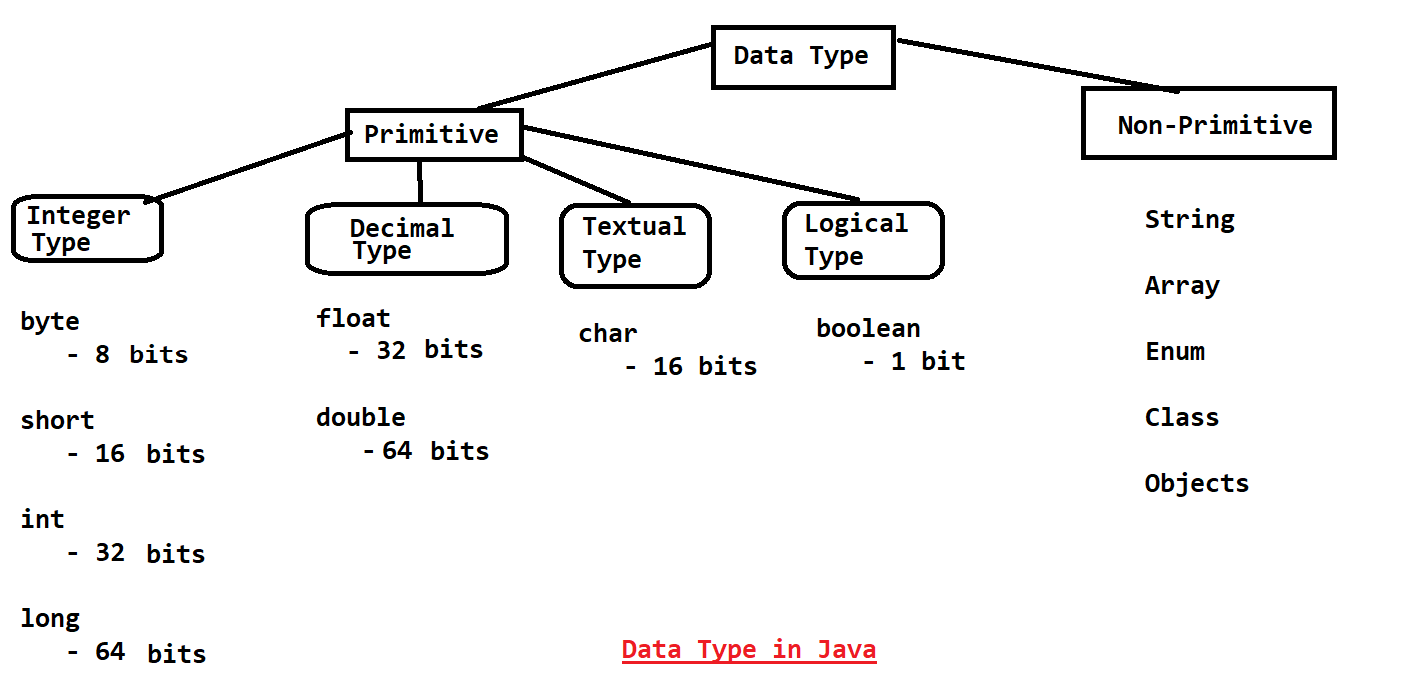 Data Type
Primitive
Non-Primitive
Integer
Type
Decimal
Type
Textual
Type
Logical
Type
byte
- 8 bits
short
- 16 bits
int
- 32 bits
long
- 64 bits
float
- 32 bits
double
- 64 bits
char
- 16 bits
boolean
- 1 bit
String
Array
Enum
Class
Objects
Data Type in Java